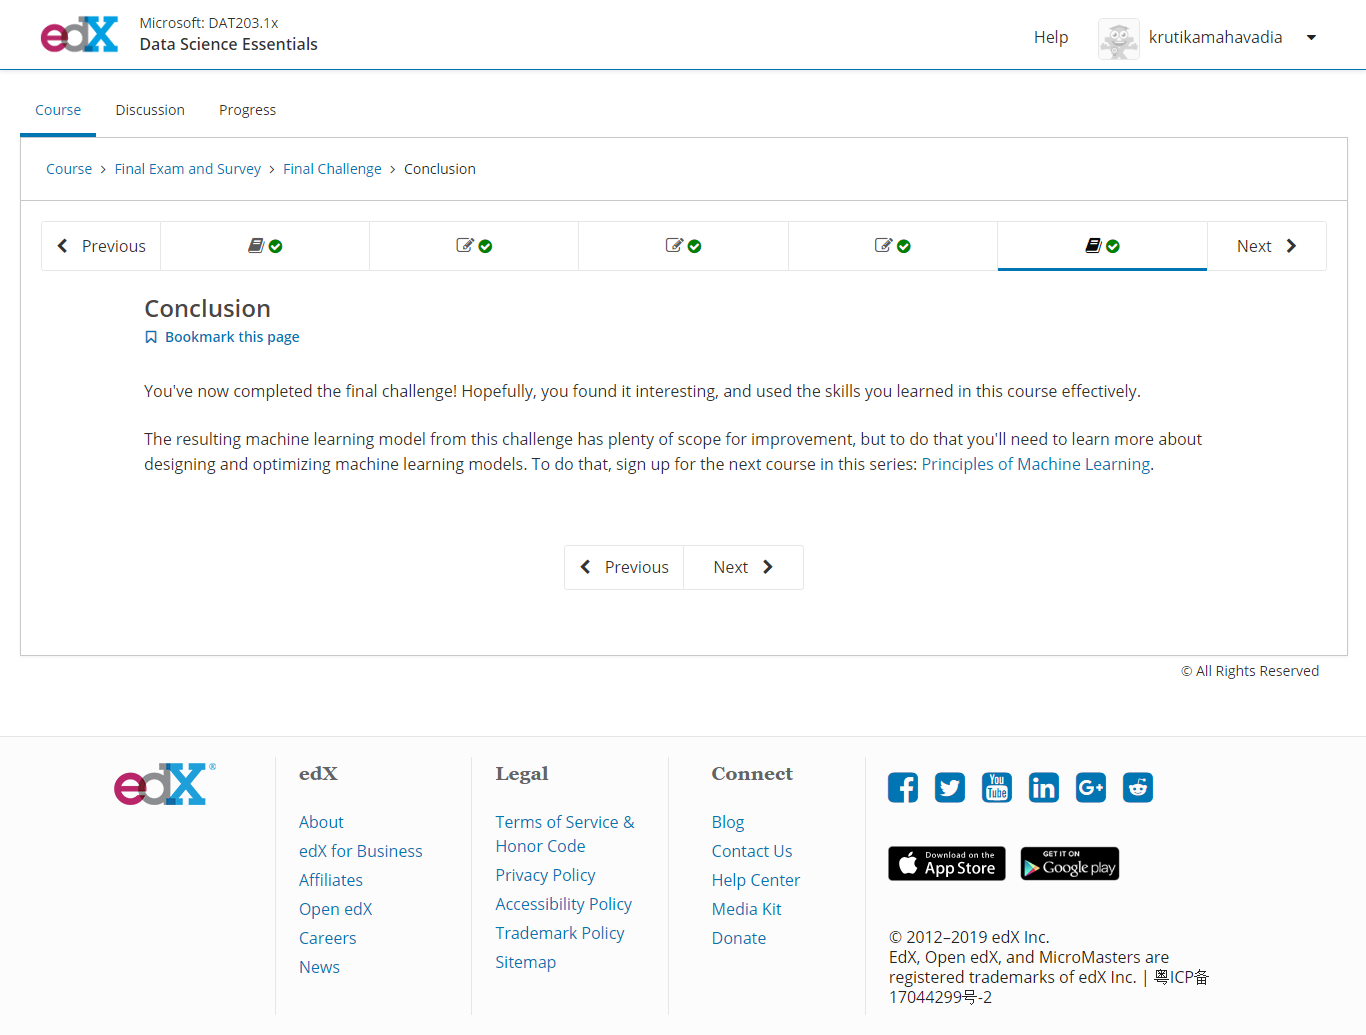 edX
Microsoft: DAT203.1x
Data Science Essentials
Help
krutikamahavadia
Course
Discussion
Progress
Course
Final Exam and Survey
Final Challenge
Conclusion
Previous
Next
Conclusion
Bookmark this page
You've now completed the final challenge! Hopefully, you found it interesting, and used the skills you learned in this course effectively.
The resulting machine learning model from this challenge has plenty of scope for improvement, but to do that you'll need to learn more about
designing and optimizing machine learning models. To do that, sign up for the next course in this series: Principles of Machine Learning.
Previous
Next
© All Rights Reserved
edX®
edX
About
edX for Business
Affiliates
Open edX
Careers
News
Legal
Terms of Service &
Honor Code
Privacy Policy
Accessibility Policy
Trademark Policy
Sitemap
Connect
Blog
Contact Us
Help Center
Media Kit
Donate
You
Tube
in
G+
Download on the
App Store
GET IT ON
Google play
© 2012–2019 edX Inc.
EdX, Open edX, and MicroMasters are
registered trademarks of edX Inc. | 粤ICP备
17044299号-2